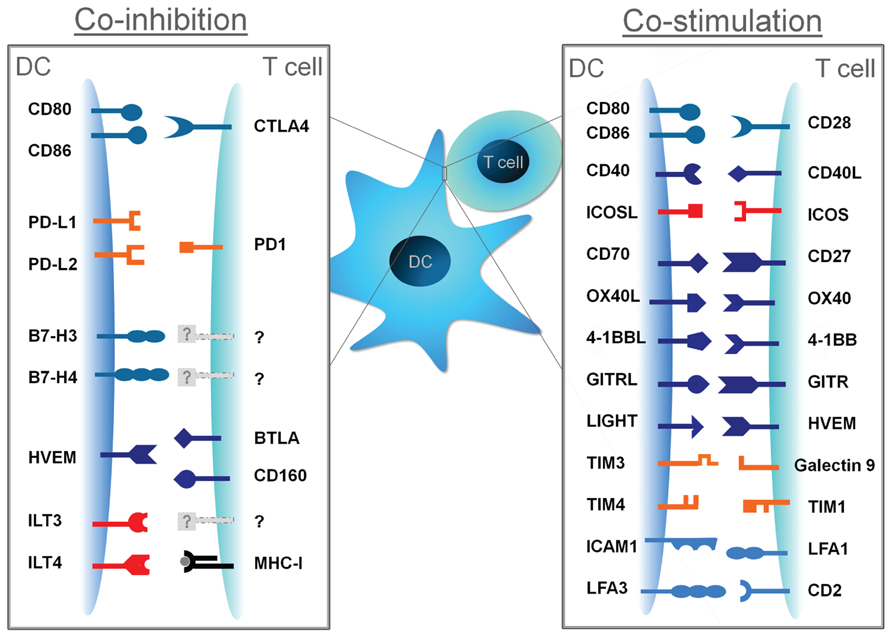 Co-inhibition
DC
T cell
CD80
CD86
CTLA4
PD-L1
PD-L2
PD1
B7-H3
?
?
B7-H4
?
?
HVEM
BTLA
CD160
ILT3
?
?
ILT4
MHC-I
T cell
DC
Co-stimulation
DC
T cell
CD80
CD86
CD28
CD40
CD40L
ICOSL
ICOS
CD70
CD27
OX40L
OX40
4-1BBL
4-1BB
GITRL
GITR
LIGHT
HVEM
TIM3
Galectin 9
TIM4
TIM1
ICAM1
LFA1
LFA3
CD2